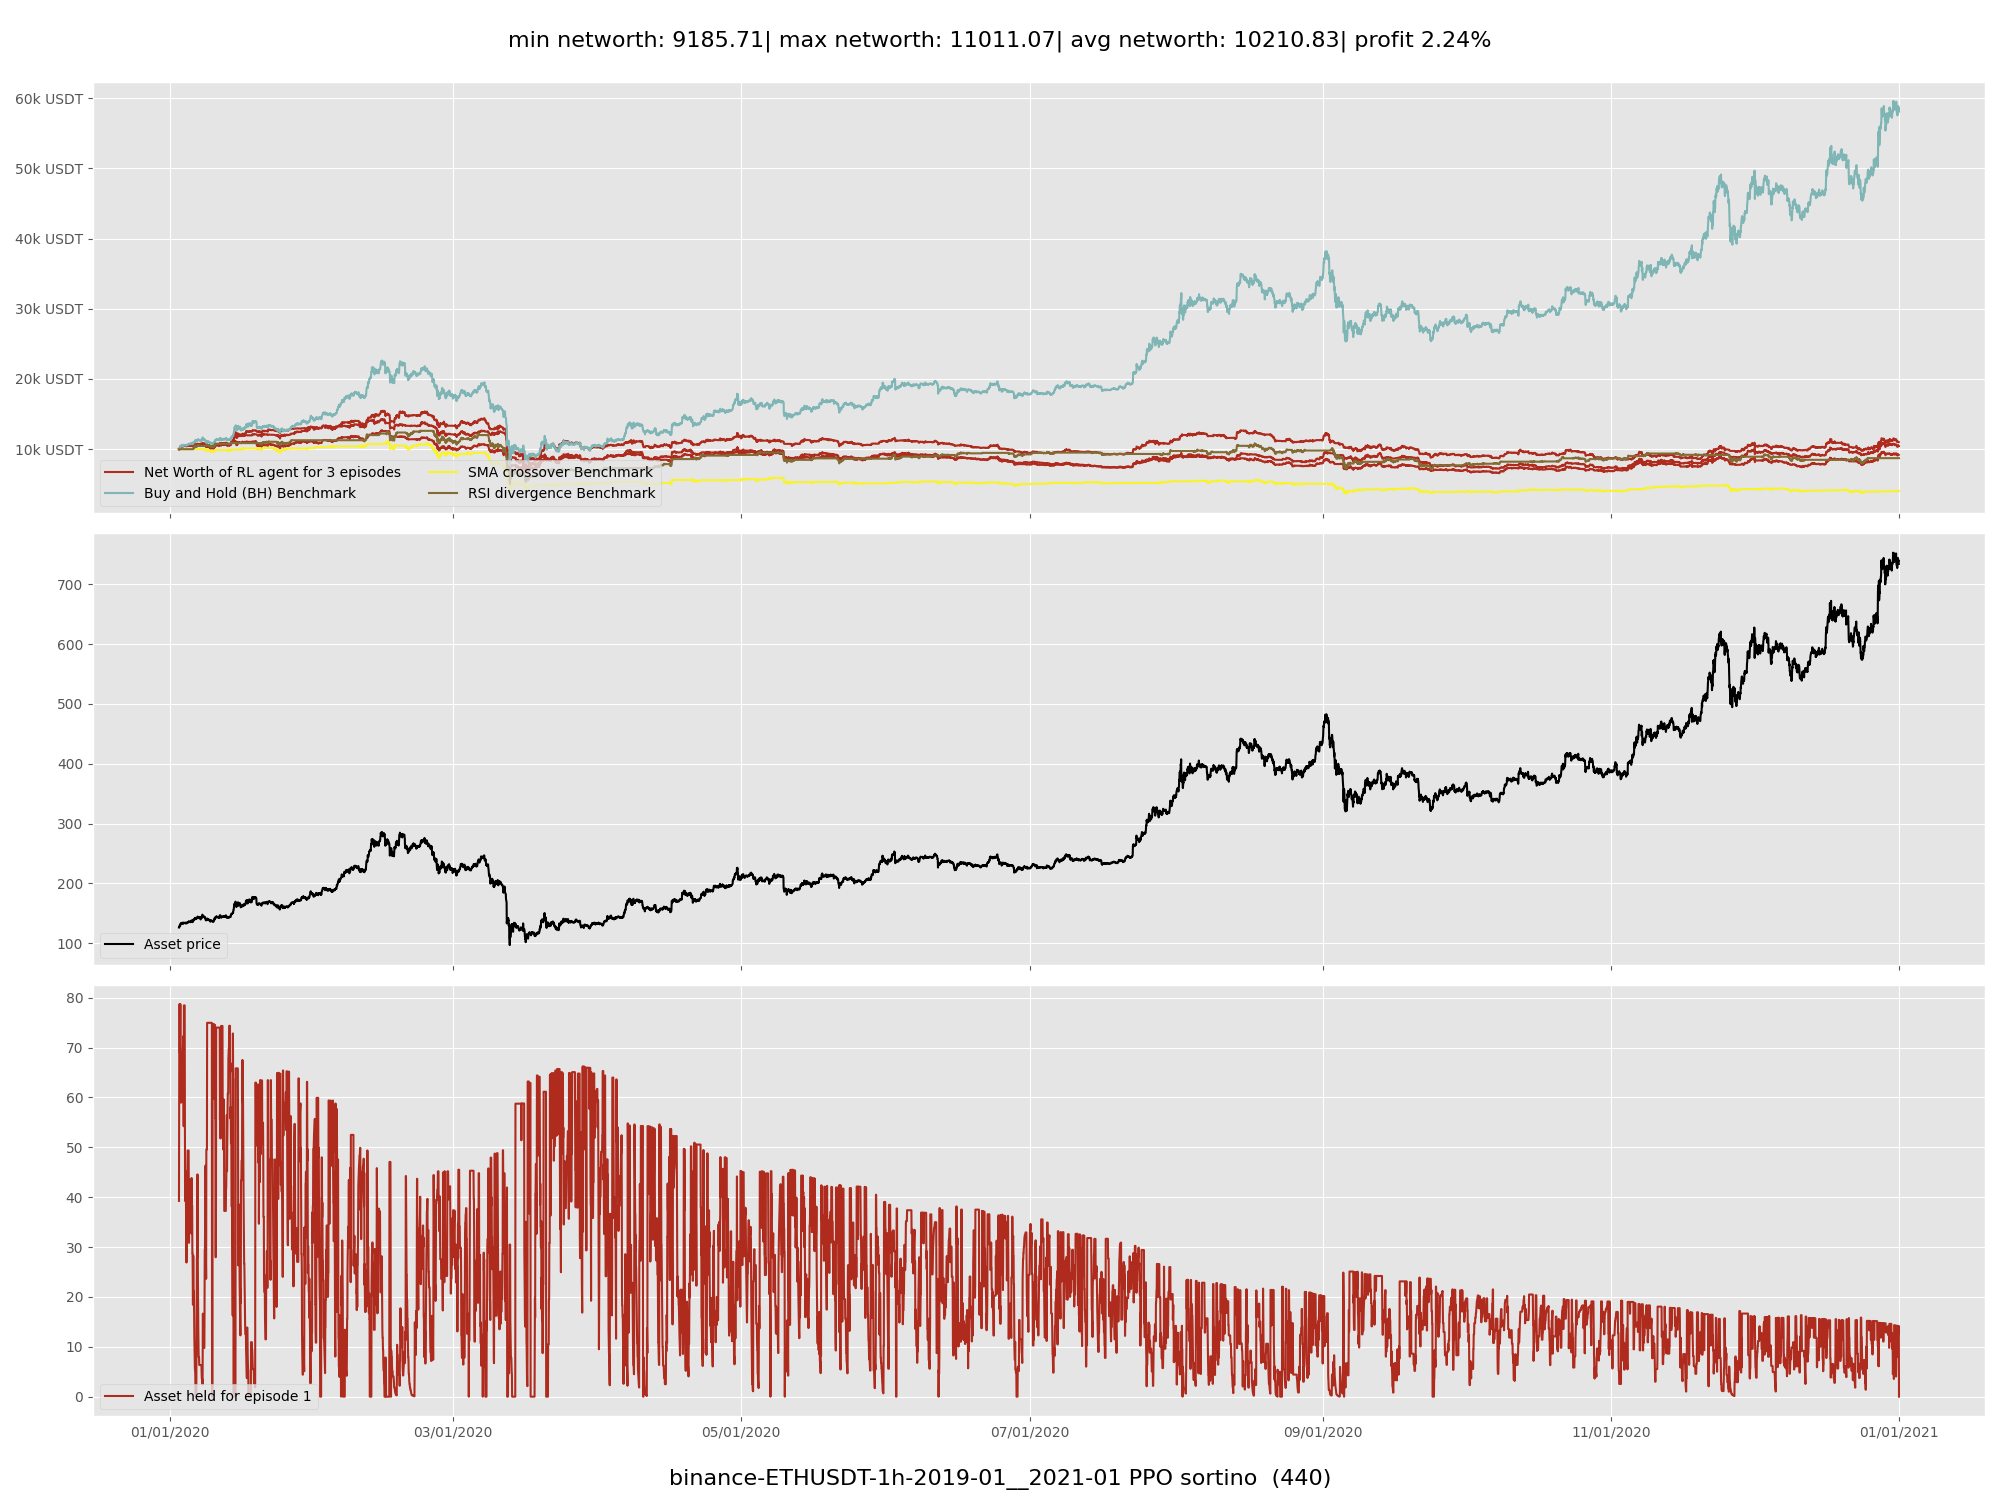 min networth: 9185.71| max networth: 11011.07| avg networth: 10210.83| profit 2.24%
60k USDT
50k USDT
40k USDT
30k USDT
20k USDT
10k USDT
Net Worth of RL agent for 3 episodes
Buy and Hold (BH) Benchmark
SMA crossover Benchmark
RSI divergence Benchmark
700
600
500
400
300
200
100
Asset price
80
70
60
50
40
30
20
10
0
Asset held for episode 1
01/01/2020 03/01/2020 05/01/2020 07/01/2020 09/01/2020 11/01/2020 01/01/2021
binance-ETHUSDT-1h-2019-01__2021-01 PPO sortino (440)